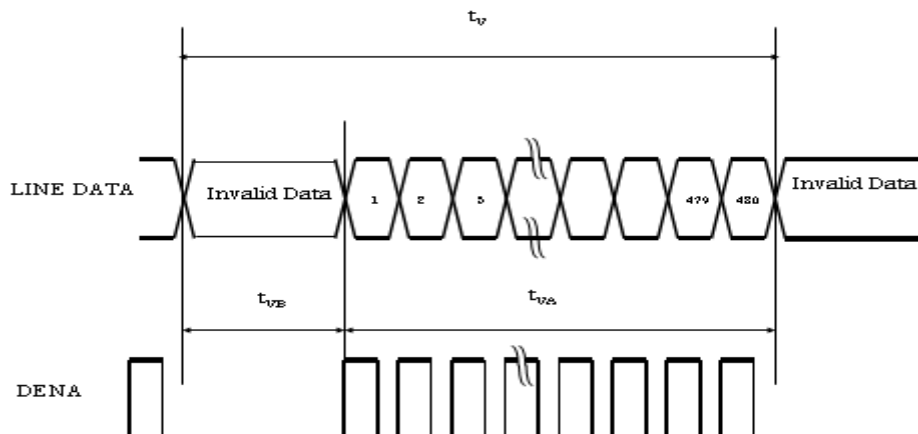 tV
LINE DATA
Invalid Data
1
2
3
479
480
Invalid Data
tVB
tVA
DENA